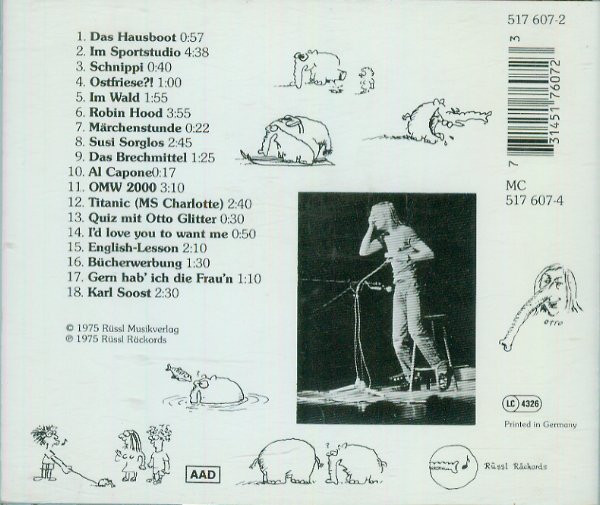 517 607-2
1. Das Hausboot 0:57
2. Im Sportstudio 4:38
3. Schnippi 0:40
4. Ostfriese?! 1:00
5. Im Wald 1:55
6. Robin Hood 3:55
7. Märchenstunde 0:22
8. Susi Sorglos 2:45
9. Das Brechmittel 1:25
10. Al Capone0:17
11. OMW 2000 3:10
12. Titanic (MS Charlotte) 2:40
13. Quiz mit Otto Glitter 0:30
14. I'd love you to want me 0:50
15. English-Lesson 2:10
16. Bücherwerbung 1:30
17. Gern hab' ich die Frau'n 1:10
18. Karl Soost 2:30
7 31451 76072 3
MC
517 607-4
© 1975 Rüssl Musikverlag
℗ 1975 Rüssl Räckords
OTTO
LC 4326
Printed in Germany
AAD
Rüssl Räckords